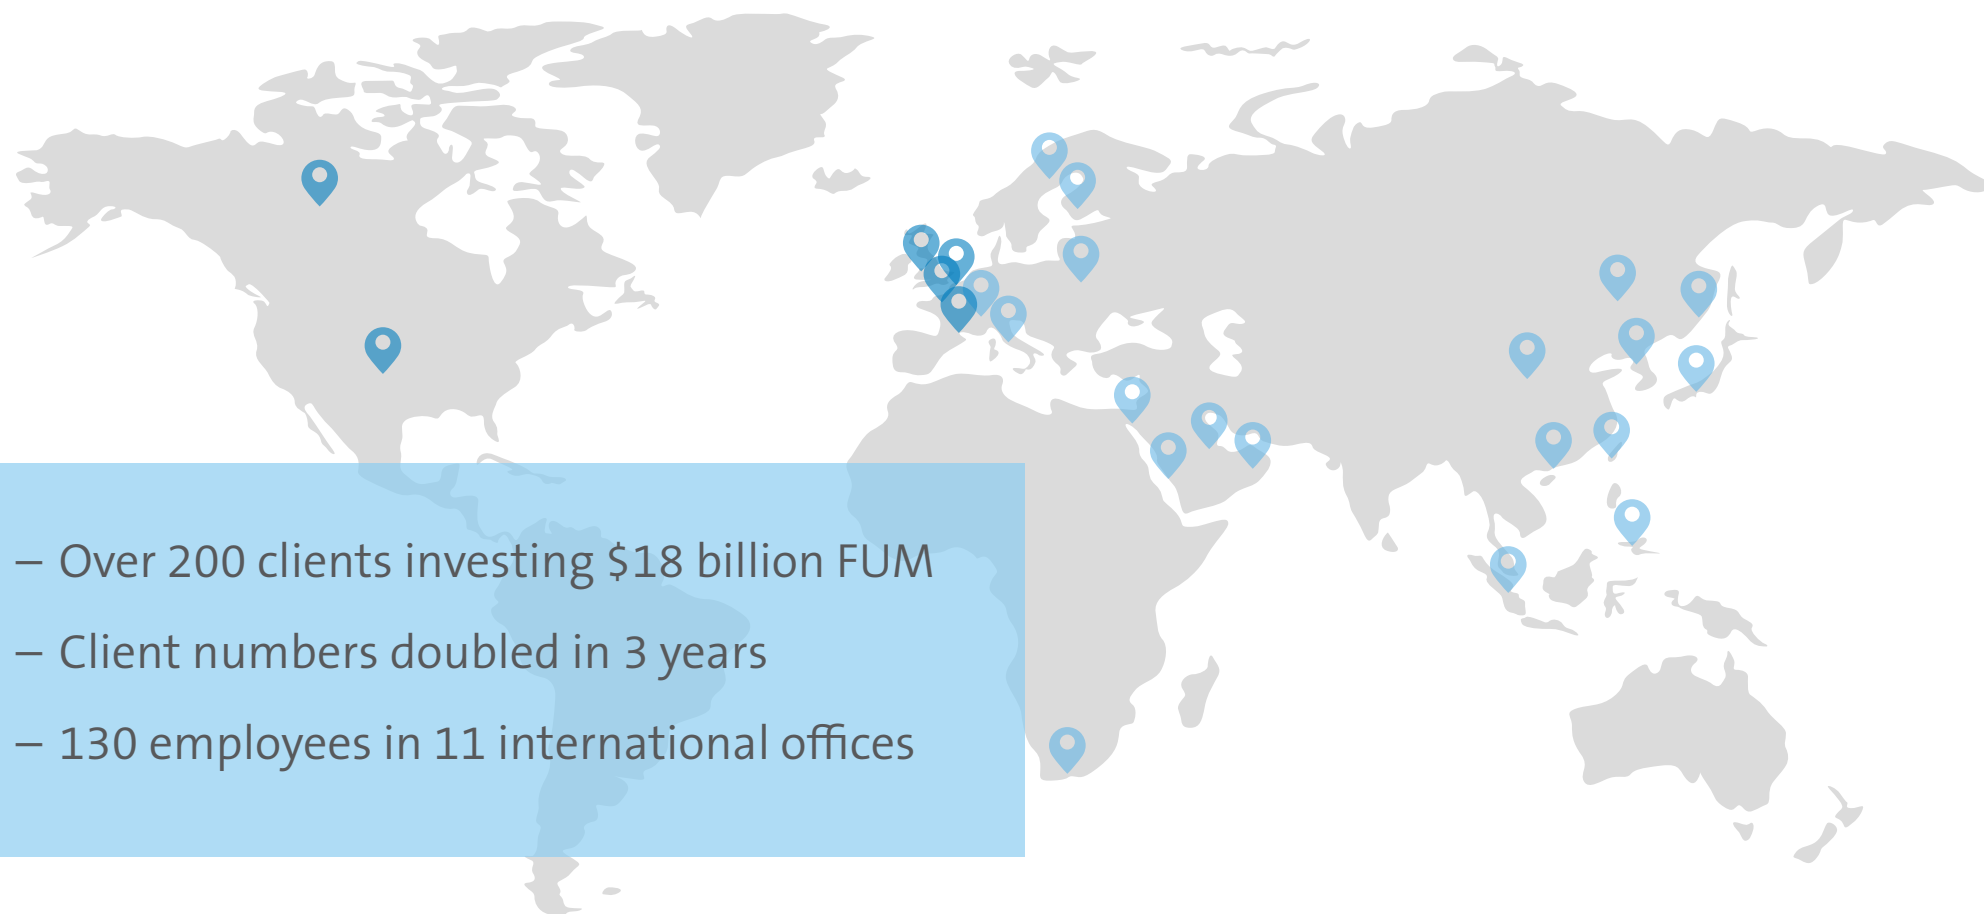 – Over 200 clients investing $18 billion FUM
– Client numbers doubled in 3 years
– 130 employees in 11 international offices